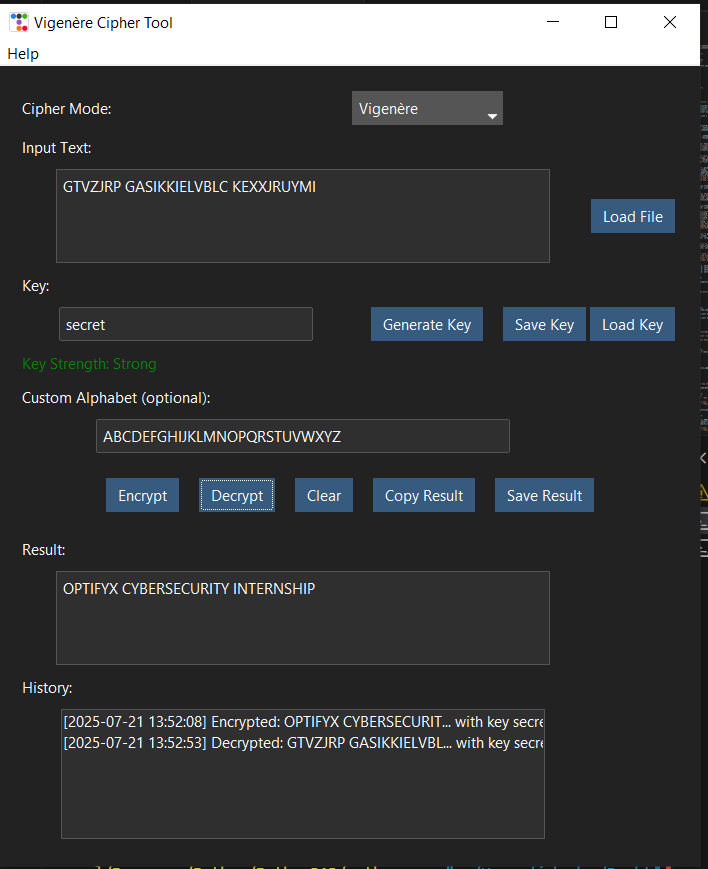 Vigenère Cipher Tool
Help
Cipher Mode: Vigenère
Input Text:
GTVZJRP GASIKKIELVBLC KEXXJRUYMI
Load File
Key:
secret Generate Key Save Key Load Key
Key Strength: Strong
Custom Alphabet (optional):
ABCDEFGHIJKLMNOPQRSTUVWXYZ
Encrypt Decrypt Clear Copy Result Save Result
Result:
OPTIFYX CYBERSECURITY INTERNSHIP
History:
[2025-07-21 13:52:08] Encrypted: OPTIFYX CYBERSECURIT... with key secre
[2025-07-21 13:52:53] Decrypted: GTVZJRP GASIKKIELVBL... with key secre